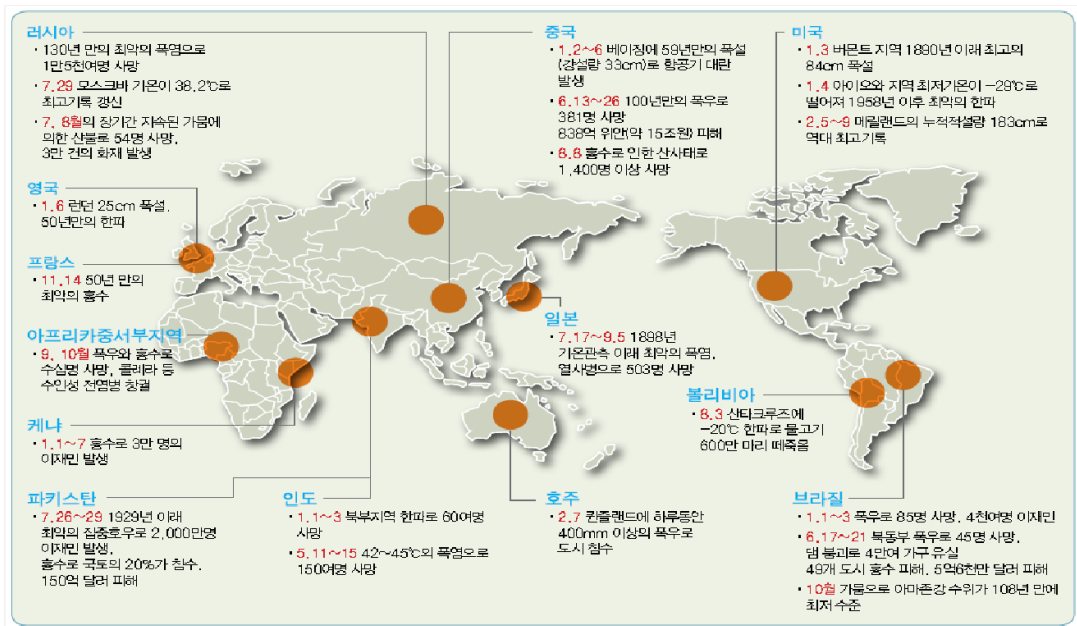 러시아
· 130년 만의 최악의 폭염으로
1만5천여명 사망
· 7.29 모스크바 기온이 38.2℃로
최고기록 갱신
· 7, 8월의 장기간 지속된 가뭄에
의한 산불로 54명 사망,
3만 건의 화재 발생
영국
· 1.6 런던 25cm 폭설,
50년만의 한파
프랑스
· 11.14 50년 만의
최악의 홍수
아프리카중서부지역
· 9, 10월 폭우와 홍수로
수십명 사망, 콜레라 등
수인성 전염병 창궐
케냐
· 1.1~7 홍수로 3만 명의
이재민 발생
파키스탄
· 7.26~29 1929년 이래
최악의 집중호우로 2,000만명
이재민 발생,
홍수로 국토의 20%가 침수,
150억 달러 피해
인도
· 1.1~3 북부지역 한파로 60여명
사망
· 5.11~15 42~45℃의 폭염으로
150여명 사망
중국
· 1.2~6 베이징에 59년만의 폭설
(강설량 33cm)로 항공기 대란
발생
· 6.13~26 100년만의 폭우로
381명 사망
838억 위안(약 15조원) 피해
· 8.8 홍수로 인한 산사태로
1,400명 이상 사망
일본
· 7.17~9.5 1898년
기온관측 이래 최악의 폭염,
열사병으로 503명 사망
호주
· 2.7 퀸즐랜드에 하루동안
400mm 이상의 폭우로
도시 침수
미국
· 1.3 버몬트 지역 1890년 이래 최고의
84cm 폭설
· 1.4 아이오와 지역 최저기온이 -29℃로
떨어져 1958년 이후 최악의 한파
· 2.5~9 메릴랜드의 누적적설량 183cm로
역대 최고기록
볼리비아
· 8.3 산타크루즈에
-20℃ 한파로 물고기
600만 마리 떼죽음
브라질
· 1.1~3 폭우로 85명 사망, 4천여명 이재민
· 6.17~21 북동부 폭우로 45명 사망,
댐 붕괴로 4만여 가구 유실
49개 도시 홍수 피해, 5억6천만 달러 피해
· 10월 가뭄으로 아마존강 수위가 108년 만에
최저 수준